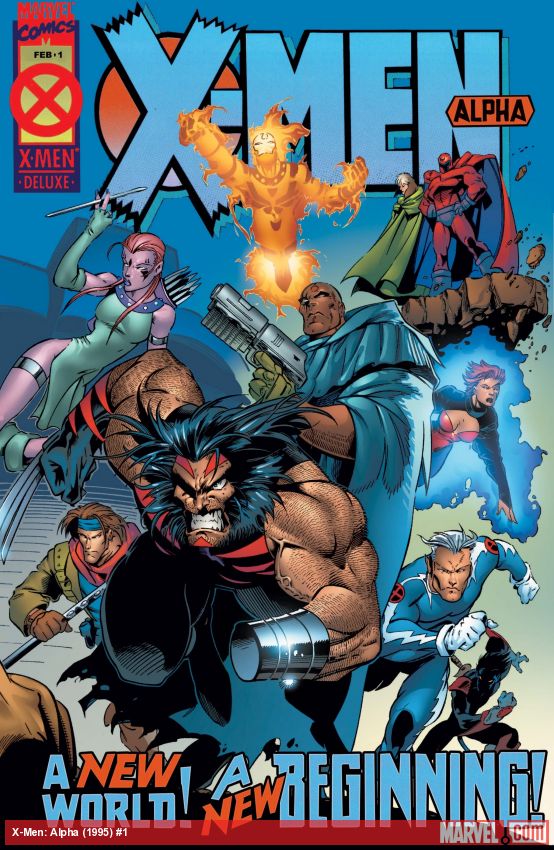 MARVEL
COMICS
FEB • 1
X-MEN
DELUXE
X-MEN
ALPHA
A NEW
WORLD!
A
NEW
BEGINNING!
X-Men: Alpha (1995) #1
MARVEL.com